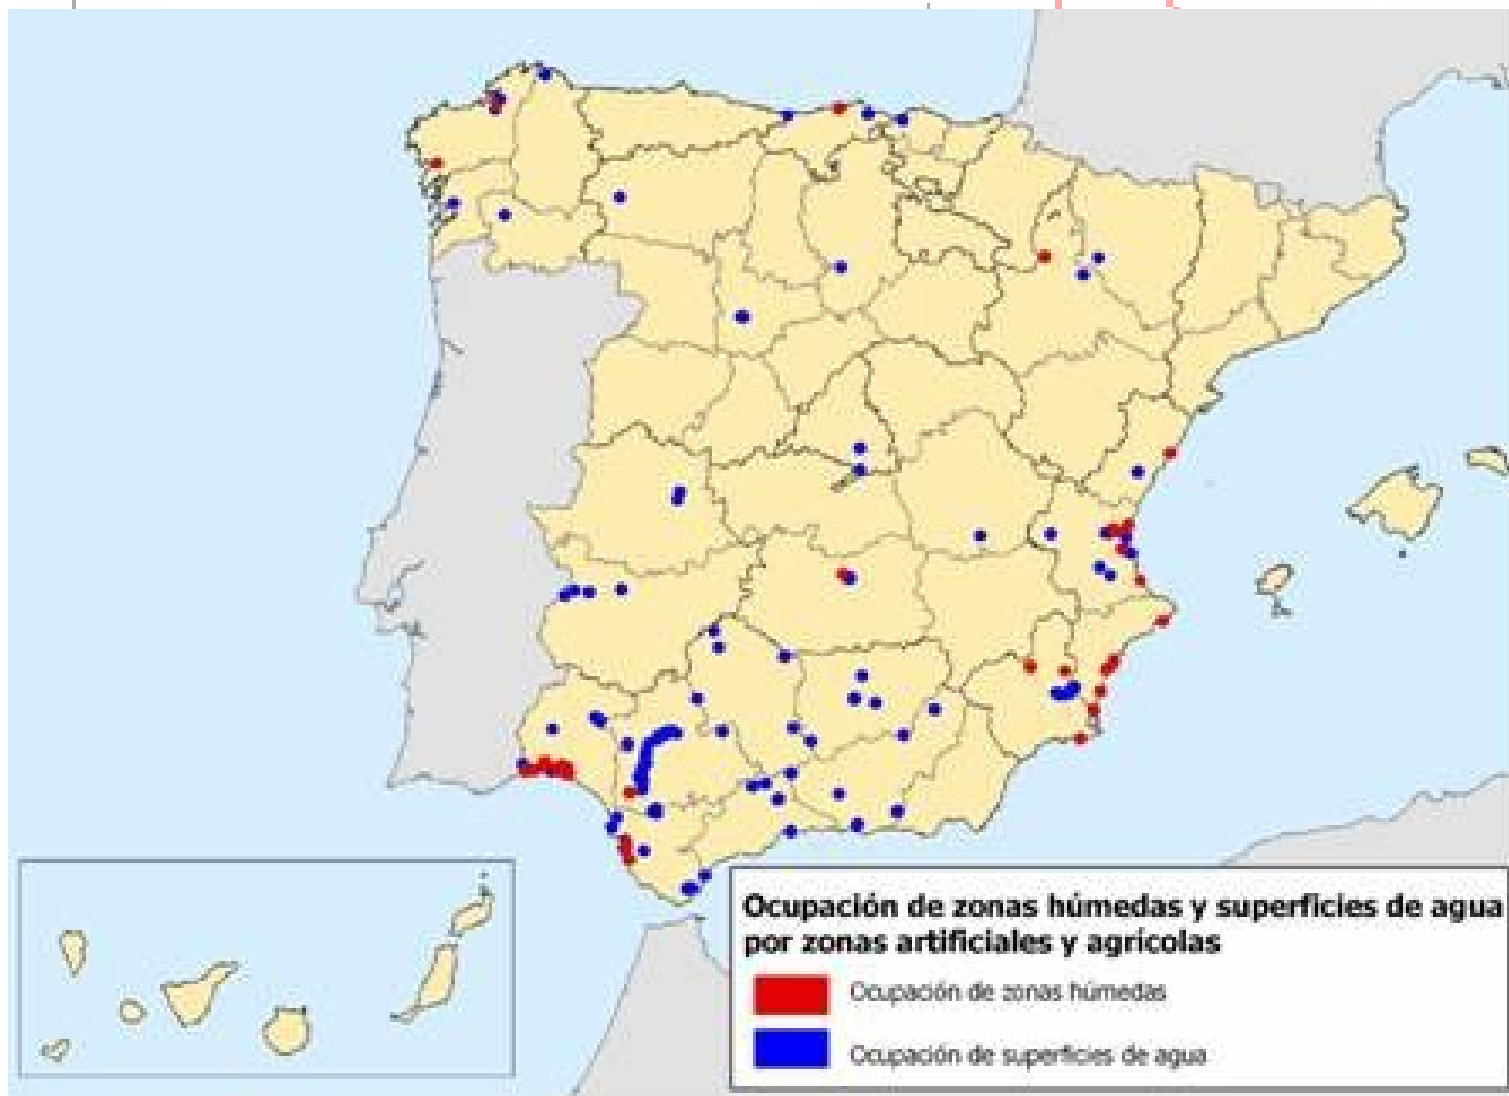 Ocupación de zonas húmedas y superficies de agua
por zonas artificiales y agrícolas
Ocupación de zonas húmedas
Ocupación de superficies de agua